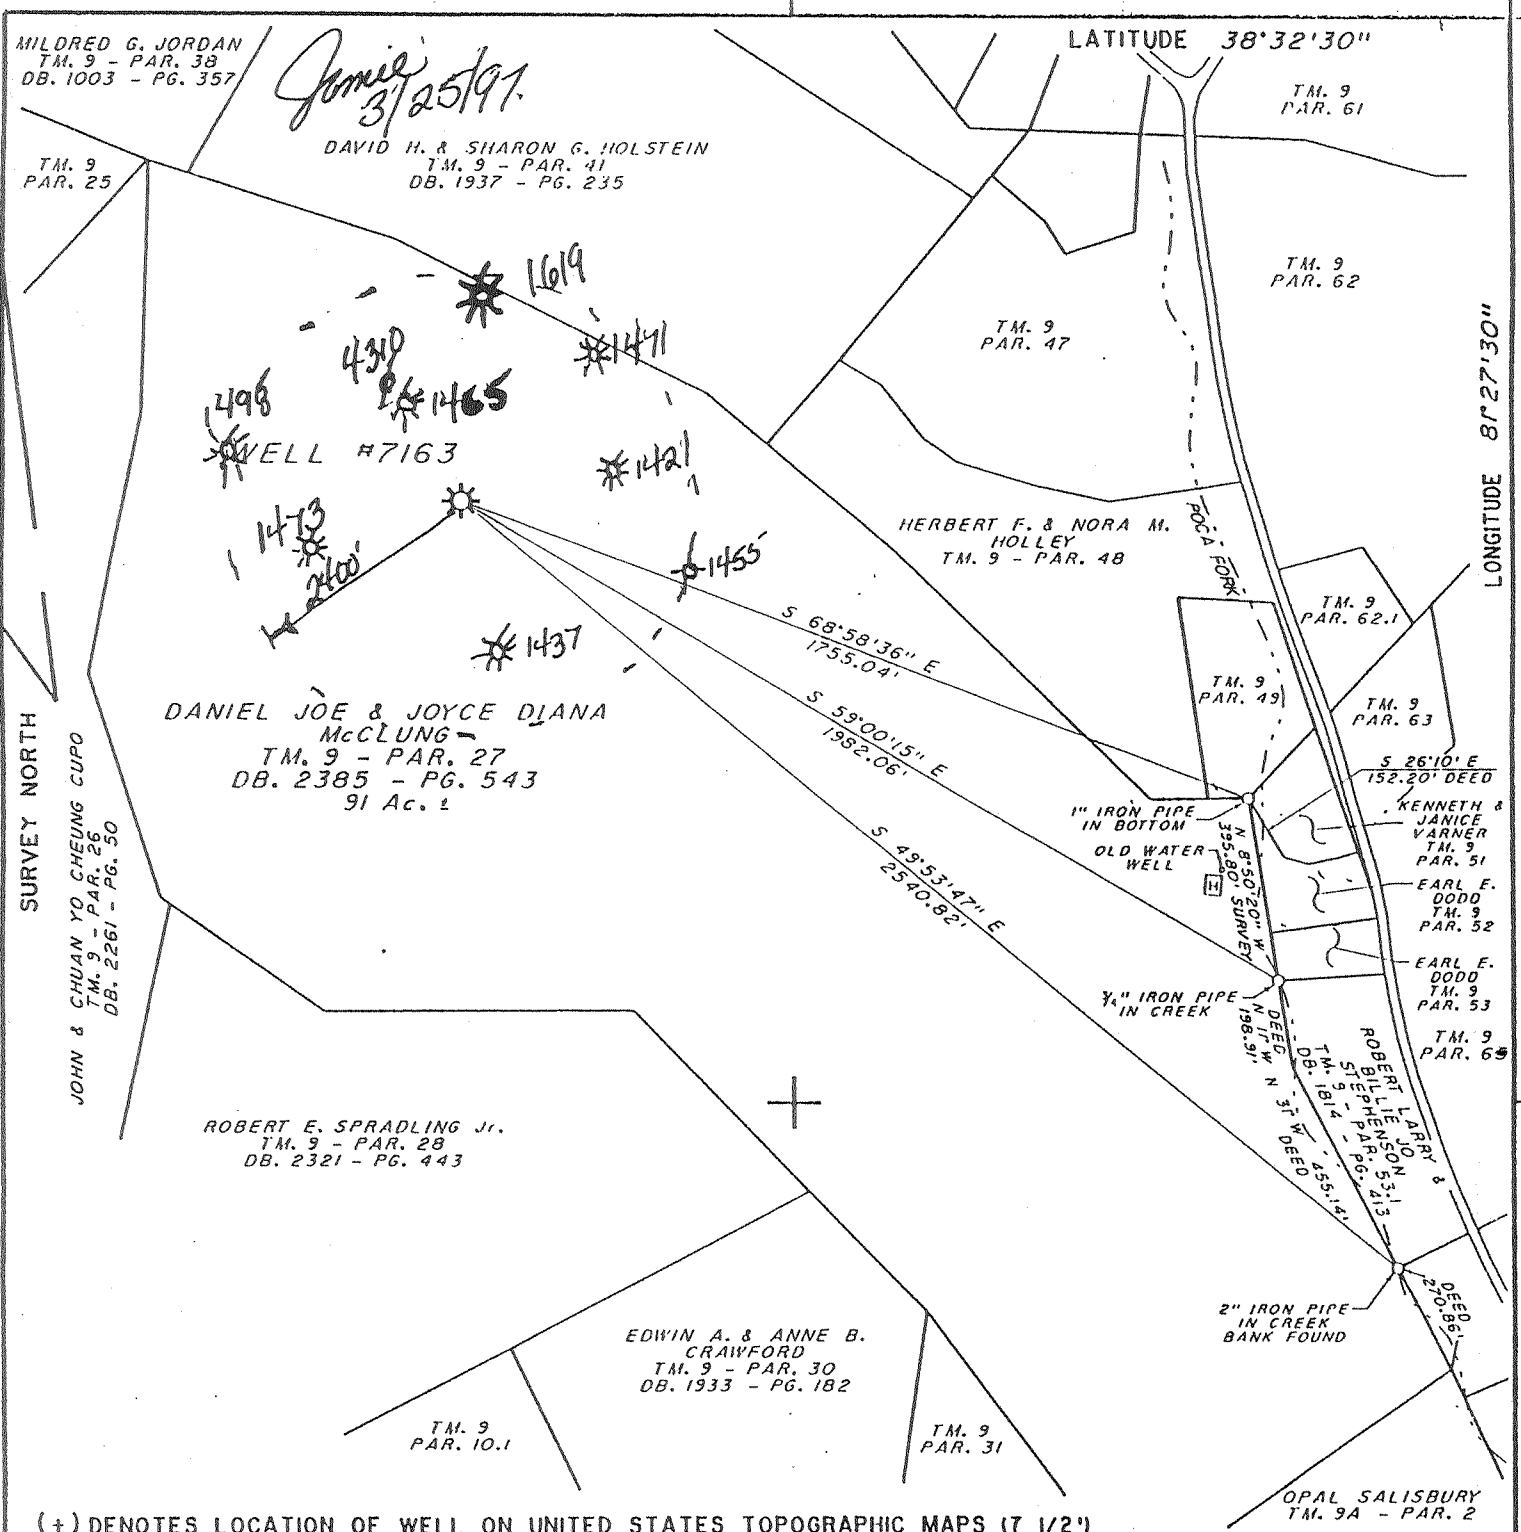 LATITUDE 38°32'30"
MILDRED G. JORDAN
TM. 9 - PAR. 38
DB. 1003 - PG. 357
Jamie
3/25/97.
DAVID H. & SHARON G. HOLSTEIN
TM. 9 - PAR. 41
DB. 1937 - PG. 235
TM. 9
PAR. 25
TM. 9
PAR. 61
TM. 9
PAR. 62
TM. 9
PAR. 47
LONGITUDE 81°27'30"
1619
1471
4310
1465
1498
WELL #7163
1421
1473
2400'
1455
1437
HERBERT F. & NORA M.
HOLLEY
TM. 9 - PAR. 48
POCA FORK
TM. 9
PAR. 62.1
TM. 9
PAR. 49
TM. 9
PAR. 63
S 68°58'36" E
1755.04'
S 59°00'15" E
1982.06'
S 49°53'47" E
2540.82'
DANIEL JOE & JOYCE DIANA
McCLUNG
TM. 9 - PAR. 27
DB. 2385 - PG. 543
91 Ac. ±
SURVEY NORTH
JOHN & CHUAN YO CHEUNG CUPO
TM. 9 - PAR. 26
DB. 2261 - PG. 50
S 26°10' E
152.20' DEED
1" IRON PIPE
IN BOTTOM
OLD WATER
WELL
N 8°50'20" W
395.80' SURVEY
KENNETH &
JANICE
VARNER
TM. 9
PAR. 51
EARL E.
DODD
TM. 9
PAR. 52
EARL E.
DODD
TM. 9
PAR. 53
¾" IRON PIPE
IN CREEK
DEED
N 11° W
198.91'
N 31° W 455.14'
DEED
TM. 9
PAR. 65
ROBERT LARRY &
BILLIE JO
STEPHENSON
TM. 9 - PAR. 53.1
DB. 1814 - PG. 413
ROBERT E. SPRADLING Jr.
TM. 9 - PAR. 28
DB. 2321 - PG. 443
2" IRON PIPE
IN CREEK
BANK FOUND
DEED
270.86'
EDWIN A. & ANNE B.
CRAWFORD
TM. 9 - PAR. 30
DB. 1933 - PG. 182
TM. 9
PAR. 10.1
TM. 9
PAR. 31
OPAL SALISBURY
TM. 9A - PAR. 2
(+) DENOTES LOCATION OF WELL ON UNITED STATES TOPOGRAPHIC MAPS (7 1/2')